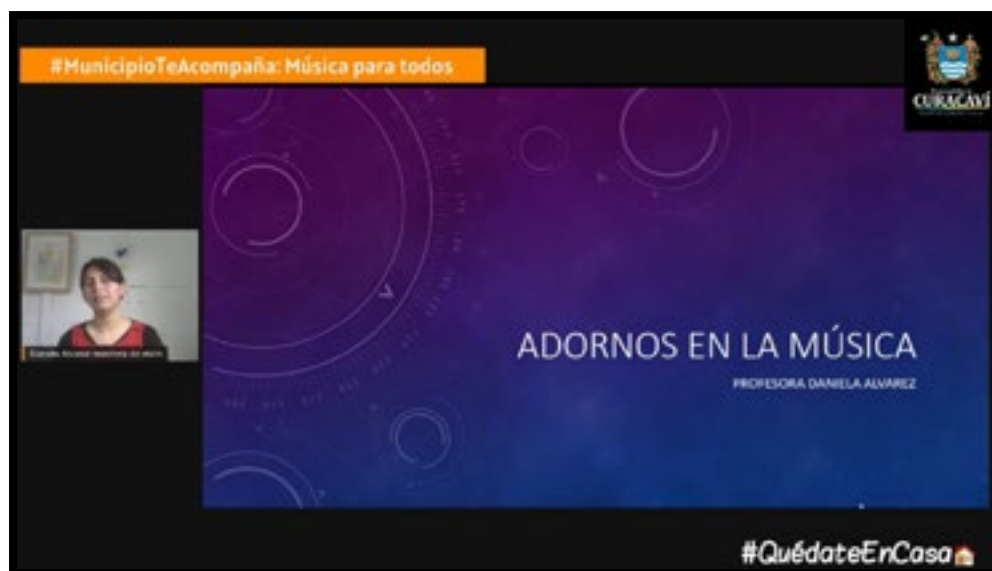 #MunicipioTeAcompaña: Música para todos
CURACAVÍ
ADORNOS EN LA MÚSICA
PROFESORA DANIELA ALVAREZ
#QuédateEnCasa